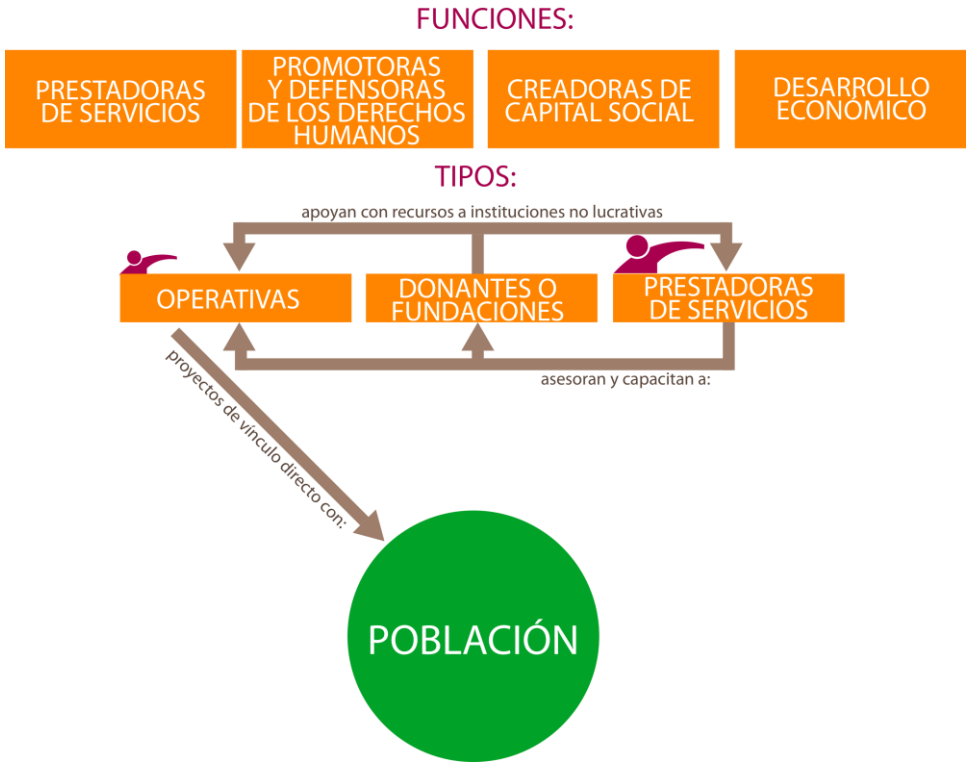 FUNCIONES:
PRESTADORAS
DE SERVICIOS
PROMOTORAS
Y DEFENSORAS
DE LOS DERECHOS
HUMANOS
CREADORAS DE
CAPITAL SOCIAL
DESARROLLO
ECONÓMICO
TIPOS:
apoyan con recursos a instituciones no lucrativas
OPERATIVAS
DONANTES O
FUNDACIONES
PRESTADORAS
DE SERVICIOS
asesoran y capacitan a:
proyectos de vínculo directo con:
POBLACIÓN